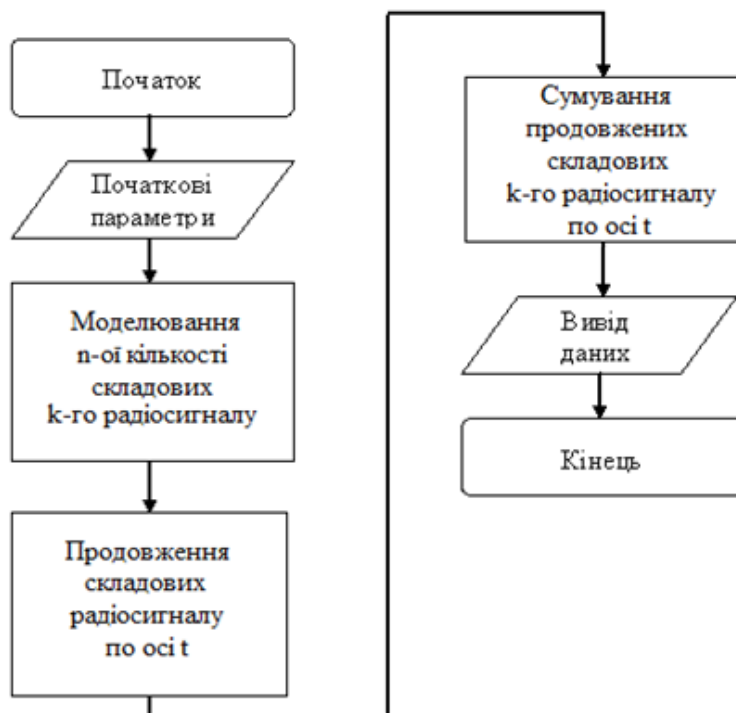 Початок
Початкові
параметри
Моделювання
n-ої кількості
складових
k-го радіосигналу
Продовження
складових
радіосигналу
по осі t
Сумування
продовжених
складових
k-го радіосигналу
по осі t
Вивід
даних
Кінець